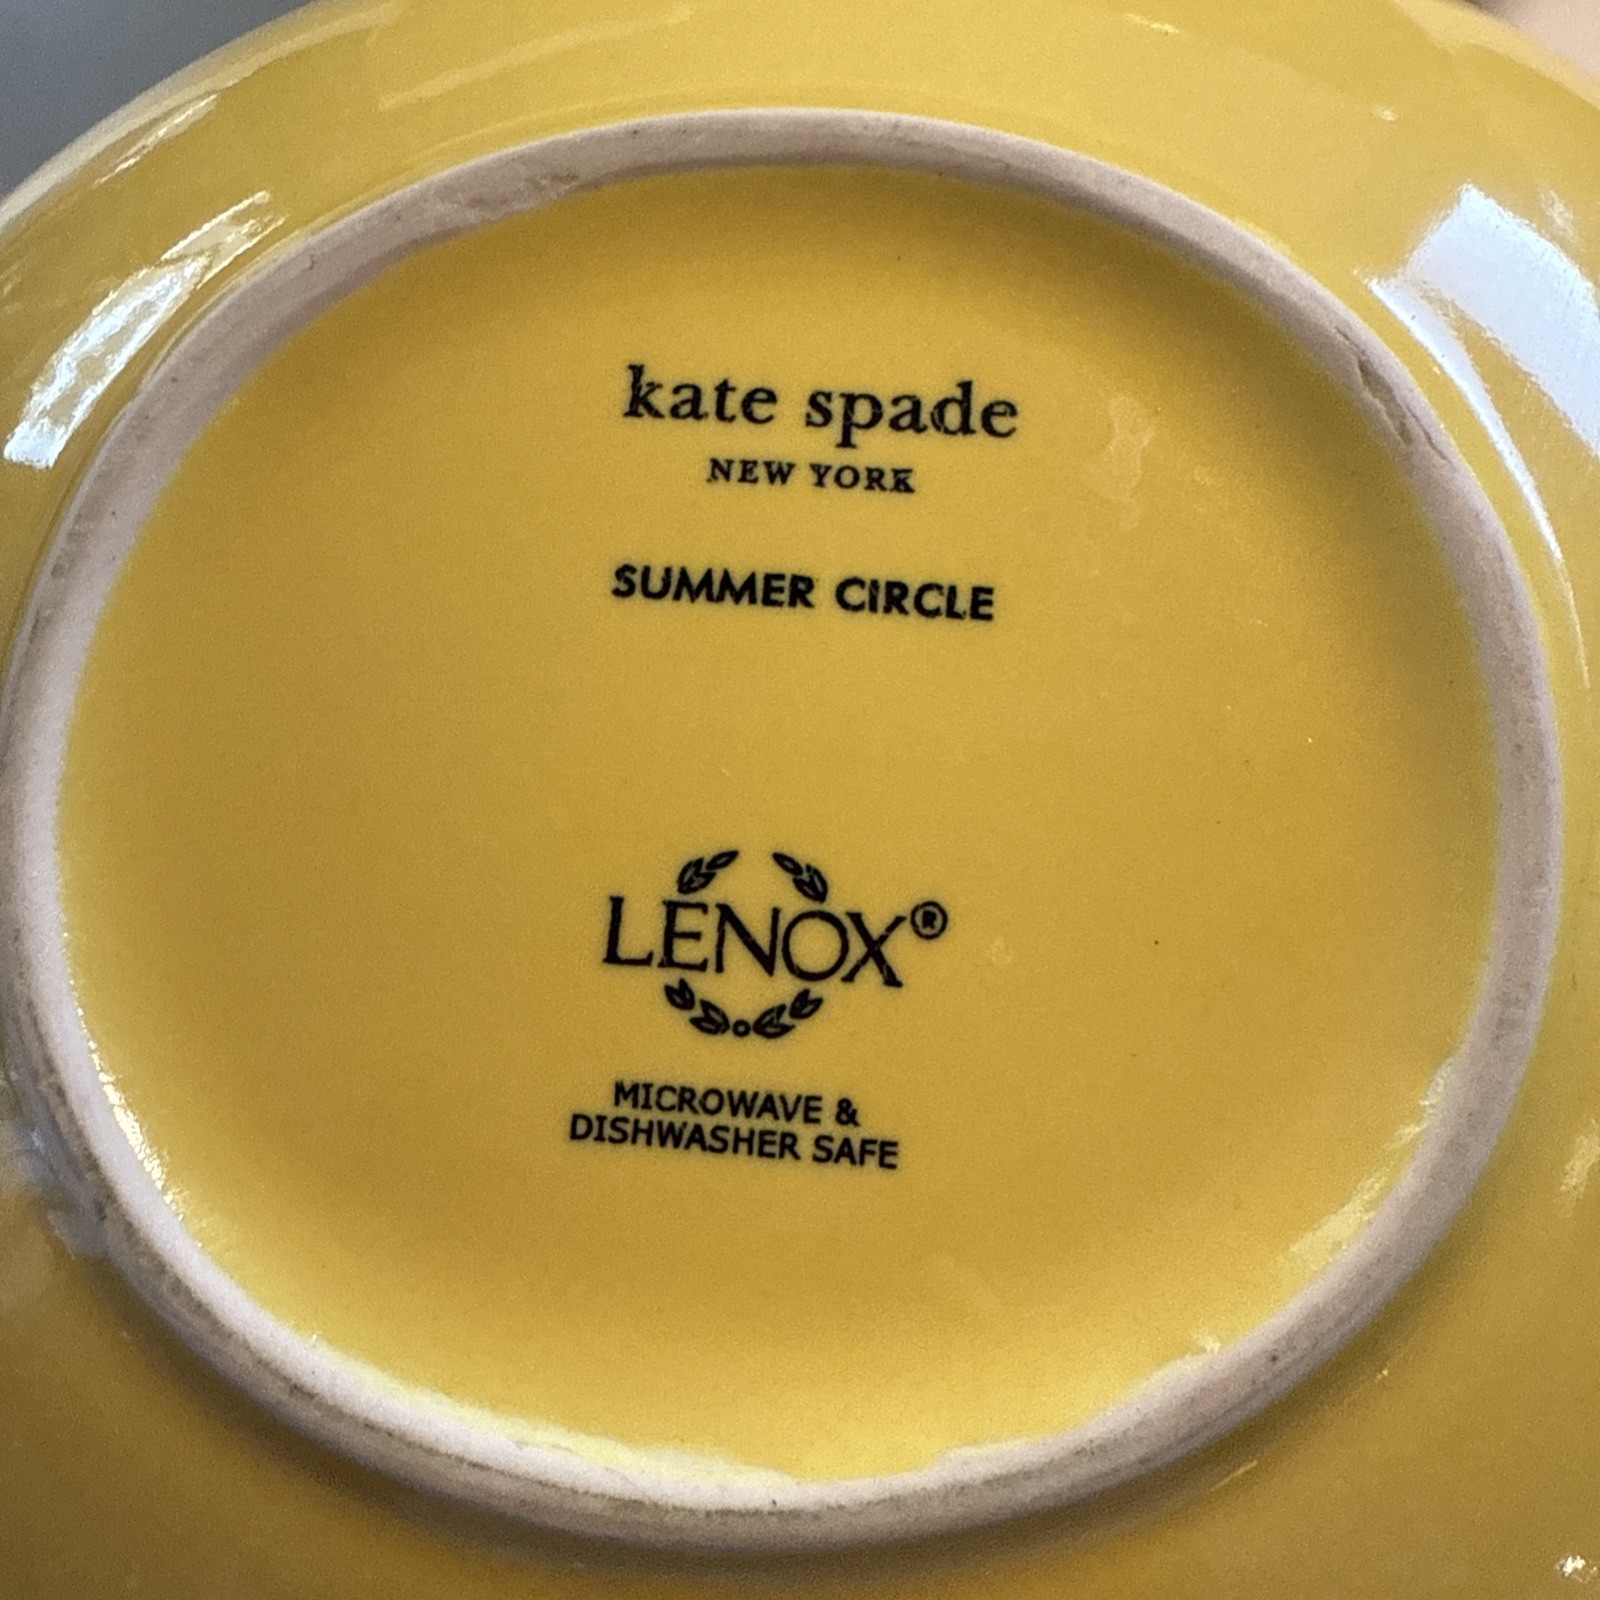 kate spade
NEW YORK
SUMMER CIRCLE
LENOX®
MICROWAVE &
DISHWASHER SAFE